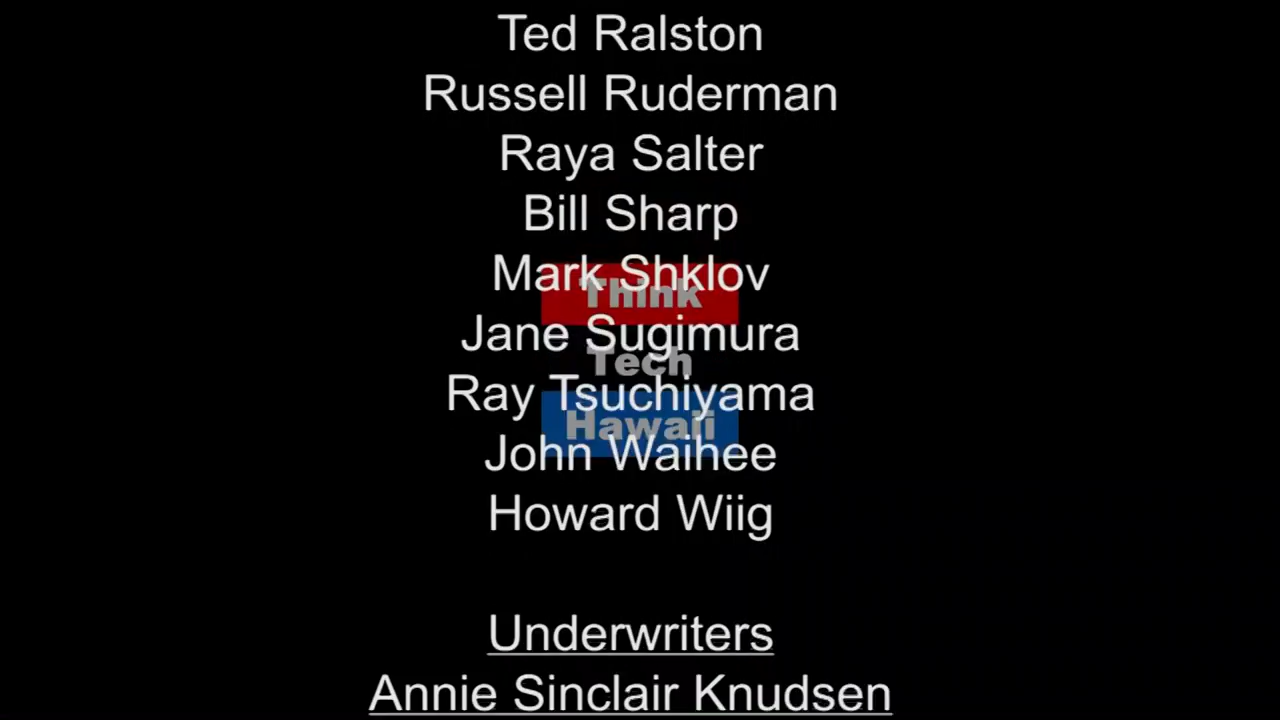 Ted Ralston
Russell Ruderman
Raya Salter
Bill Sharp
Mark Shklov
Think
Jane Sugimura
Tech
Ray Tsuchiyama
Hawaii
John Waihee
Howard Wiig
Underwriters
Annie Sinclair Knudsen